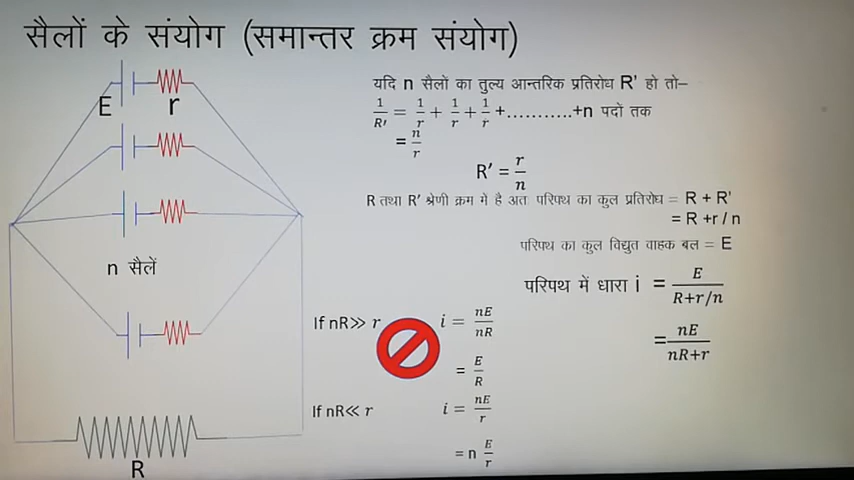 सैलों के संयोग (समान्तर क्रम संयोग)
E r
n सैलें
R
यदि n सैलों का तुल्य आन्तरिक प्रतिरोध R' हो तो–
1/R' = 1/r + 1/r + 1/r +………..+n पदों तक
= n/r
R' = r/n
R तथा R' श्रेणी क्रम में है अतः परिपथ का कुल प्रतिरोध = R + R'
= R +r / n
परिपथ का कुल विद्युत वाहक बल = E
परिपथ में धारा i = E/(R+r/n)
= nE/(nR+r)
If nR≫ r i = nE/nR
= E/R
If nR≪ r i = nE/r
= n E/r